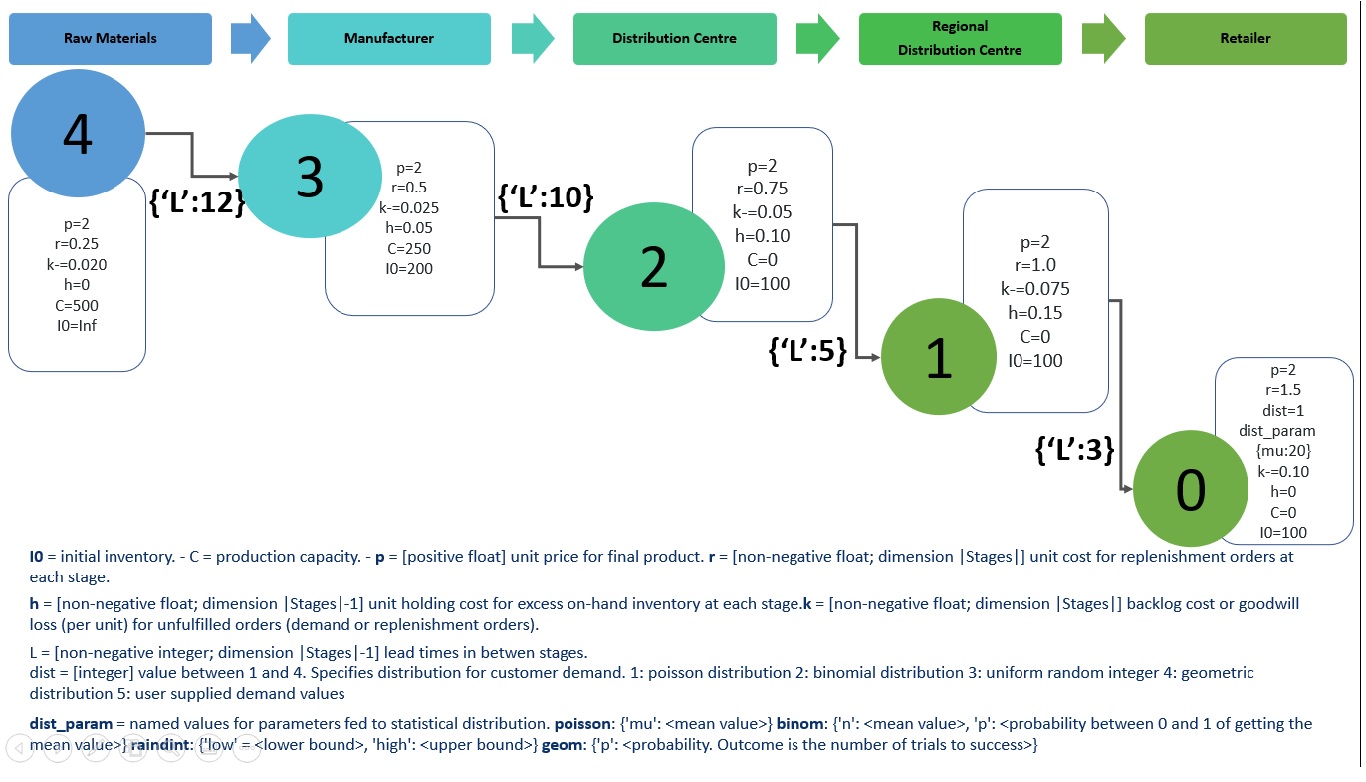 Raw Materials
Manufacturer
Distribution Centre
Regional
Distribution Centre
Retailer
4
p=2
r=0.25
k-=0.020
h=0
C=500
I0=Inf
{‘L’:12}
3
p=2
r=0.5
k-=0.025
h=0.05
C=250
I0=200
{‘L’:10}
2
p=2
r=0.75
k-=0.05
h=0.10
C=0
I0=100
{‘L’:5}
1
p=2
r=1.0
k-=0.075
h=0.15
C=0
I0=100
{‘L’:3}
0
p=2
r=1.5
dist=1
dist_param
{mu:20}
k-=0.10
h=0
C=0
I0=100
I0 = initial inventory. - C = production capacity. - p = [positive float] unit price for final product. r = [non-negative float; dimension |Stages|] unit cost for replenishment orders at
each stage.
h = [non-negative float; dimension |Stages|-1] unit holding cost for excess on-hand inventory at each stage.k = [non-negative float; dimension |Stages|] backlog cost or goodwill
loss (per unit) for unfulfilled orders (demand or replenishment orders).
L = [non-negative integer; dimension |Stages|-1] lead times in betwen stages.
dist = [integer] value between 1 and 4. Specifies distribution for customer demand. 1: poisson distribution 2: binomial distribution 3: uniform random integer 4: geometric
distribution 5: user supplied demand values
dist_param = named values for parameters fed to statistical distribution. poisson: {'mu': <mean value>} binom: {'n': <mean value>, 'p': <probability between 0 and 1 of getting the
mean value>} raindint: {'low' = <lower bound>, 'high': <upper bound>} geom: {'p': <probability. Outcome is the number of trials to success>}